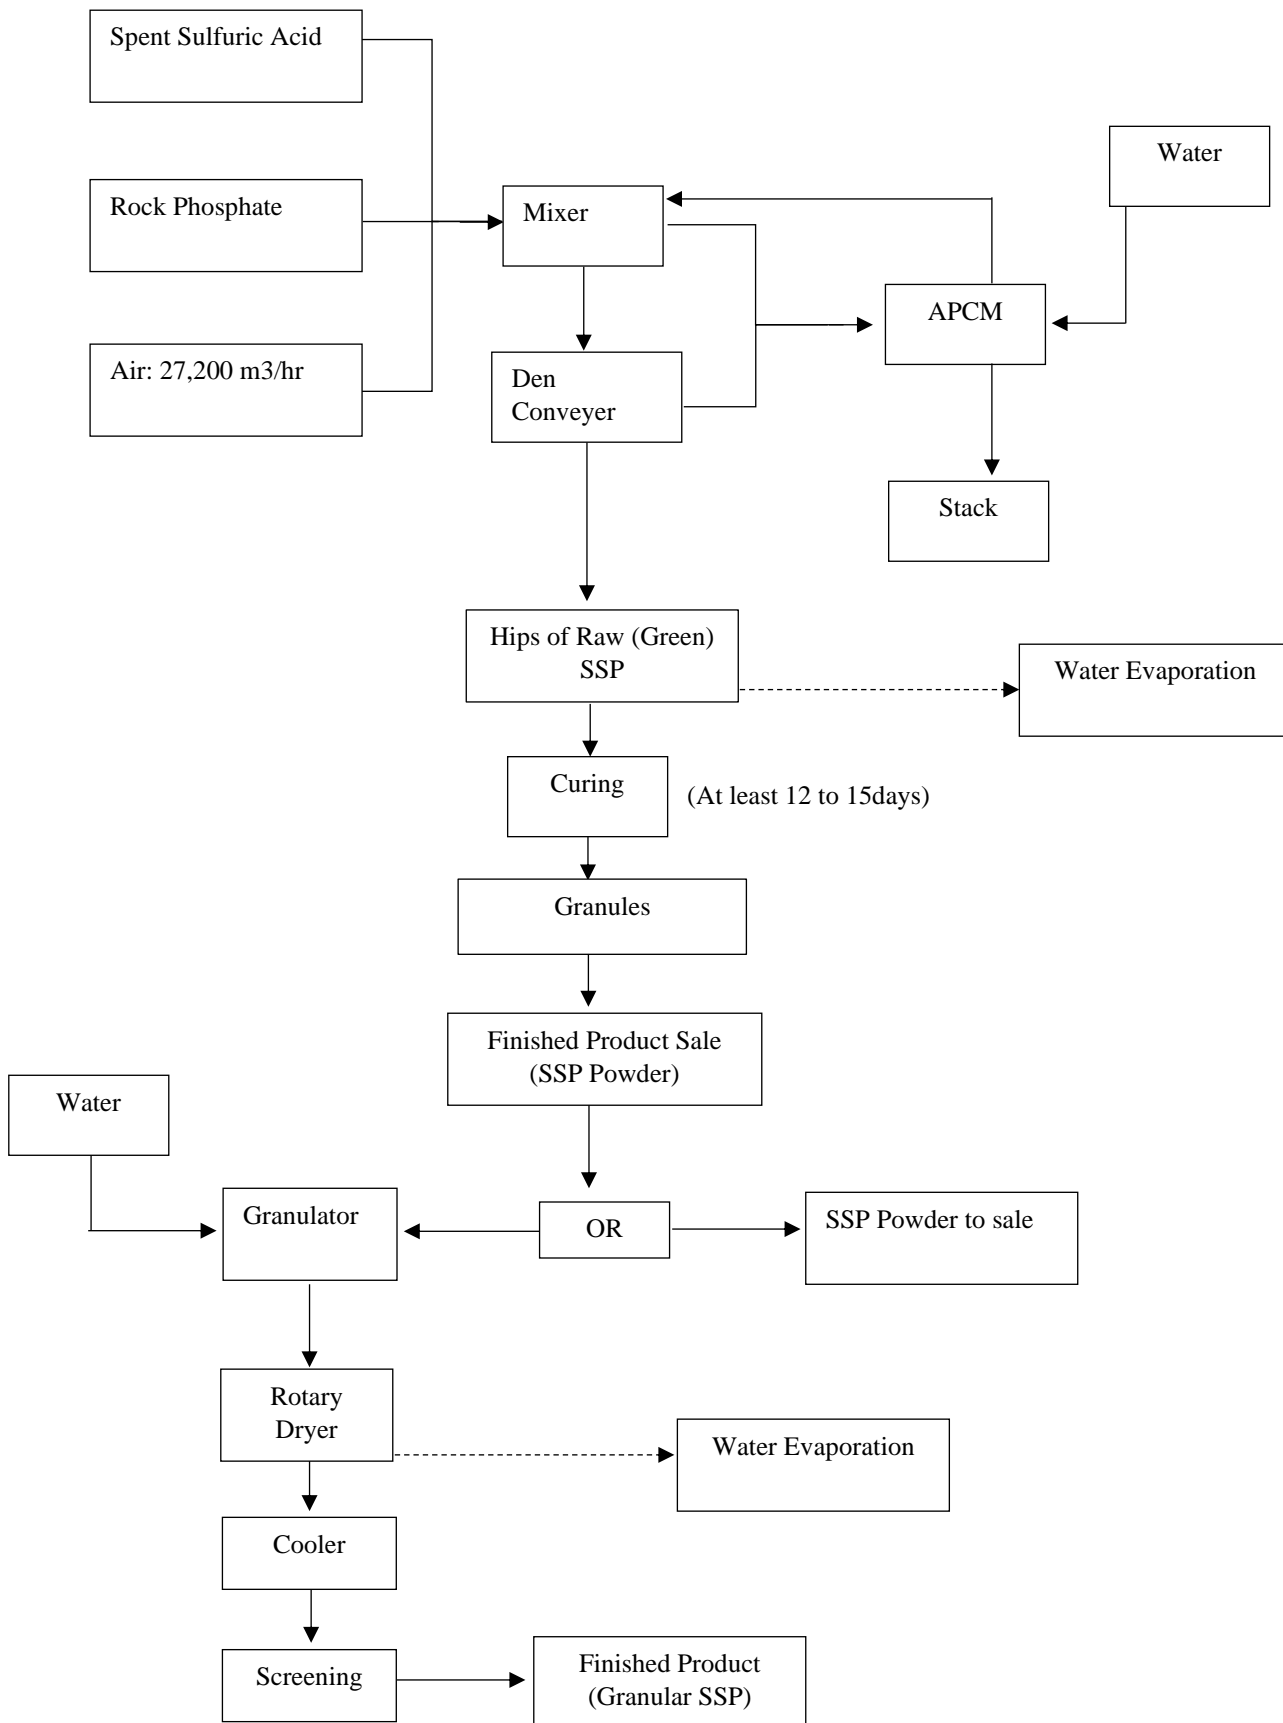 Spent Sulfuric Acid
Water
Rock Phosphate
Mixer
APCM
Air: 27,200 m3/hr
Den
Conveyer
Stack
Hips of Raw (Green)
SSP
Water Evaporation
Curing
(At least 12 to 15days)
Granules
Finished Product Sale
(SSP Powder)
Water
Granulator
OR
SSP Powder to sale
Rotary
Dryer
Water Evaporation
Cooler
Screening
Finished Product
(Granular SSP)